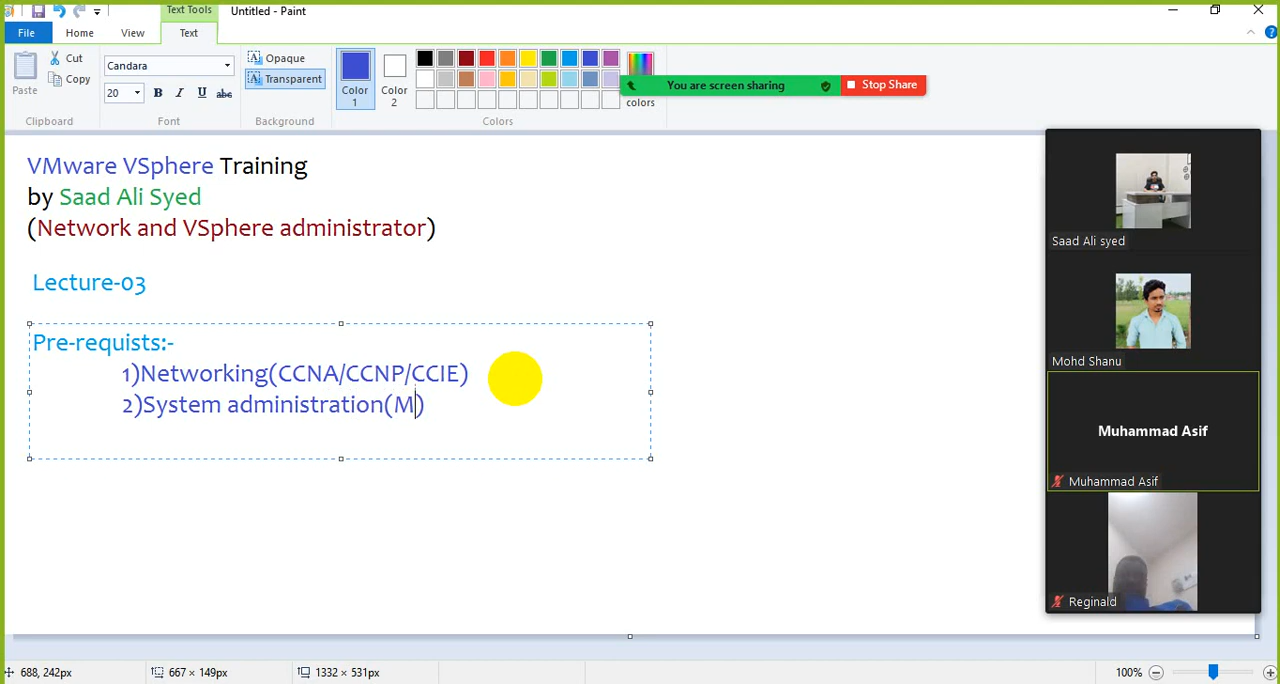 Text Tools
Untitled - Paint
File
Home
View
Text
Paste
Cut
Copy
Clipboard
Candara
20
B I U abc
Font
A Opaque
A Transparent
Background
Color 1
Color 2
colors
Colors
You are screen sharing
Stop Share
VMware VSphere Training
by Saad Ali Syed
(Network and VSphere administrator)
Lecture-03
Pre-requists:-
1)Networking(CCNA/CCNP/CCIE)
2)System administration(M)
Saad Ali syed
Mohd Shanu
Muhammad Asif
Muhammad Asif
Reginald
688, 242px
667 × 149px
1332 × 531px
100%